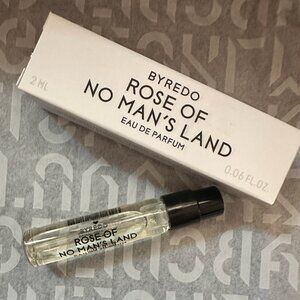 2 ML
BYREDO
ROSE OF
NO MAN'S LAND
EAU DE PARFUM
0.06 FL.OZ.
BYREDO
ROSE OF
NO MAN'S LAND